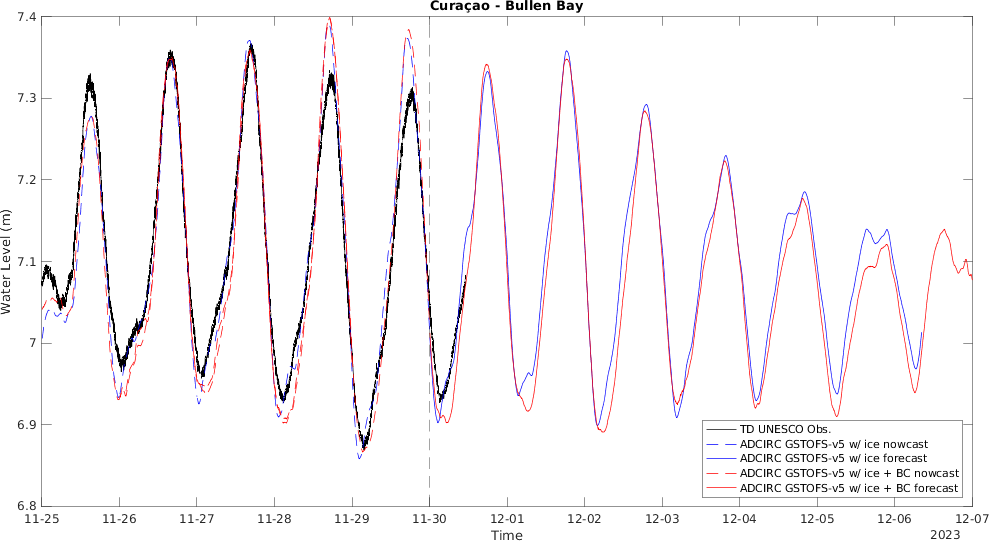 Curaçao - Bullen Bay
7.4
7.3
7.2
7.1
7
6.9
6.8
Water Level (m)
TD UNESCO Obs.
ADCIRC GSTOFS-v5 w/ ice nowcast
ADCIRC GSTOFS-v5 w/ ice forecast
ADCIRC GSTOFS-v5 w/ ice + BC nowcast
ADCIRC GSTOFS-v5 w/ ice + BC forecast
11-25 11-26 11-27 11-28 11-29 11-30 12-01 12-02 12-03 12-04 12-05 12-06 12-07
Time
2023